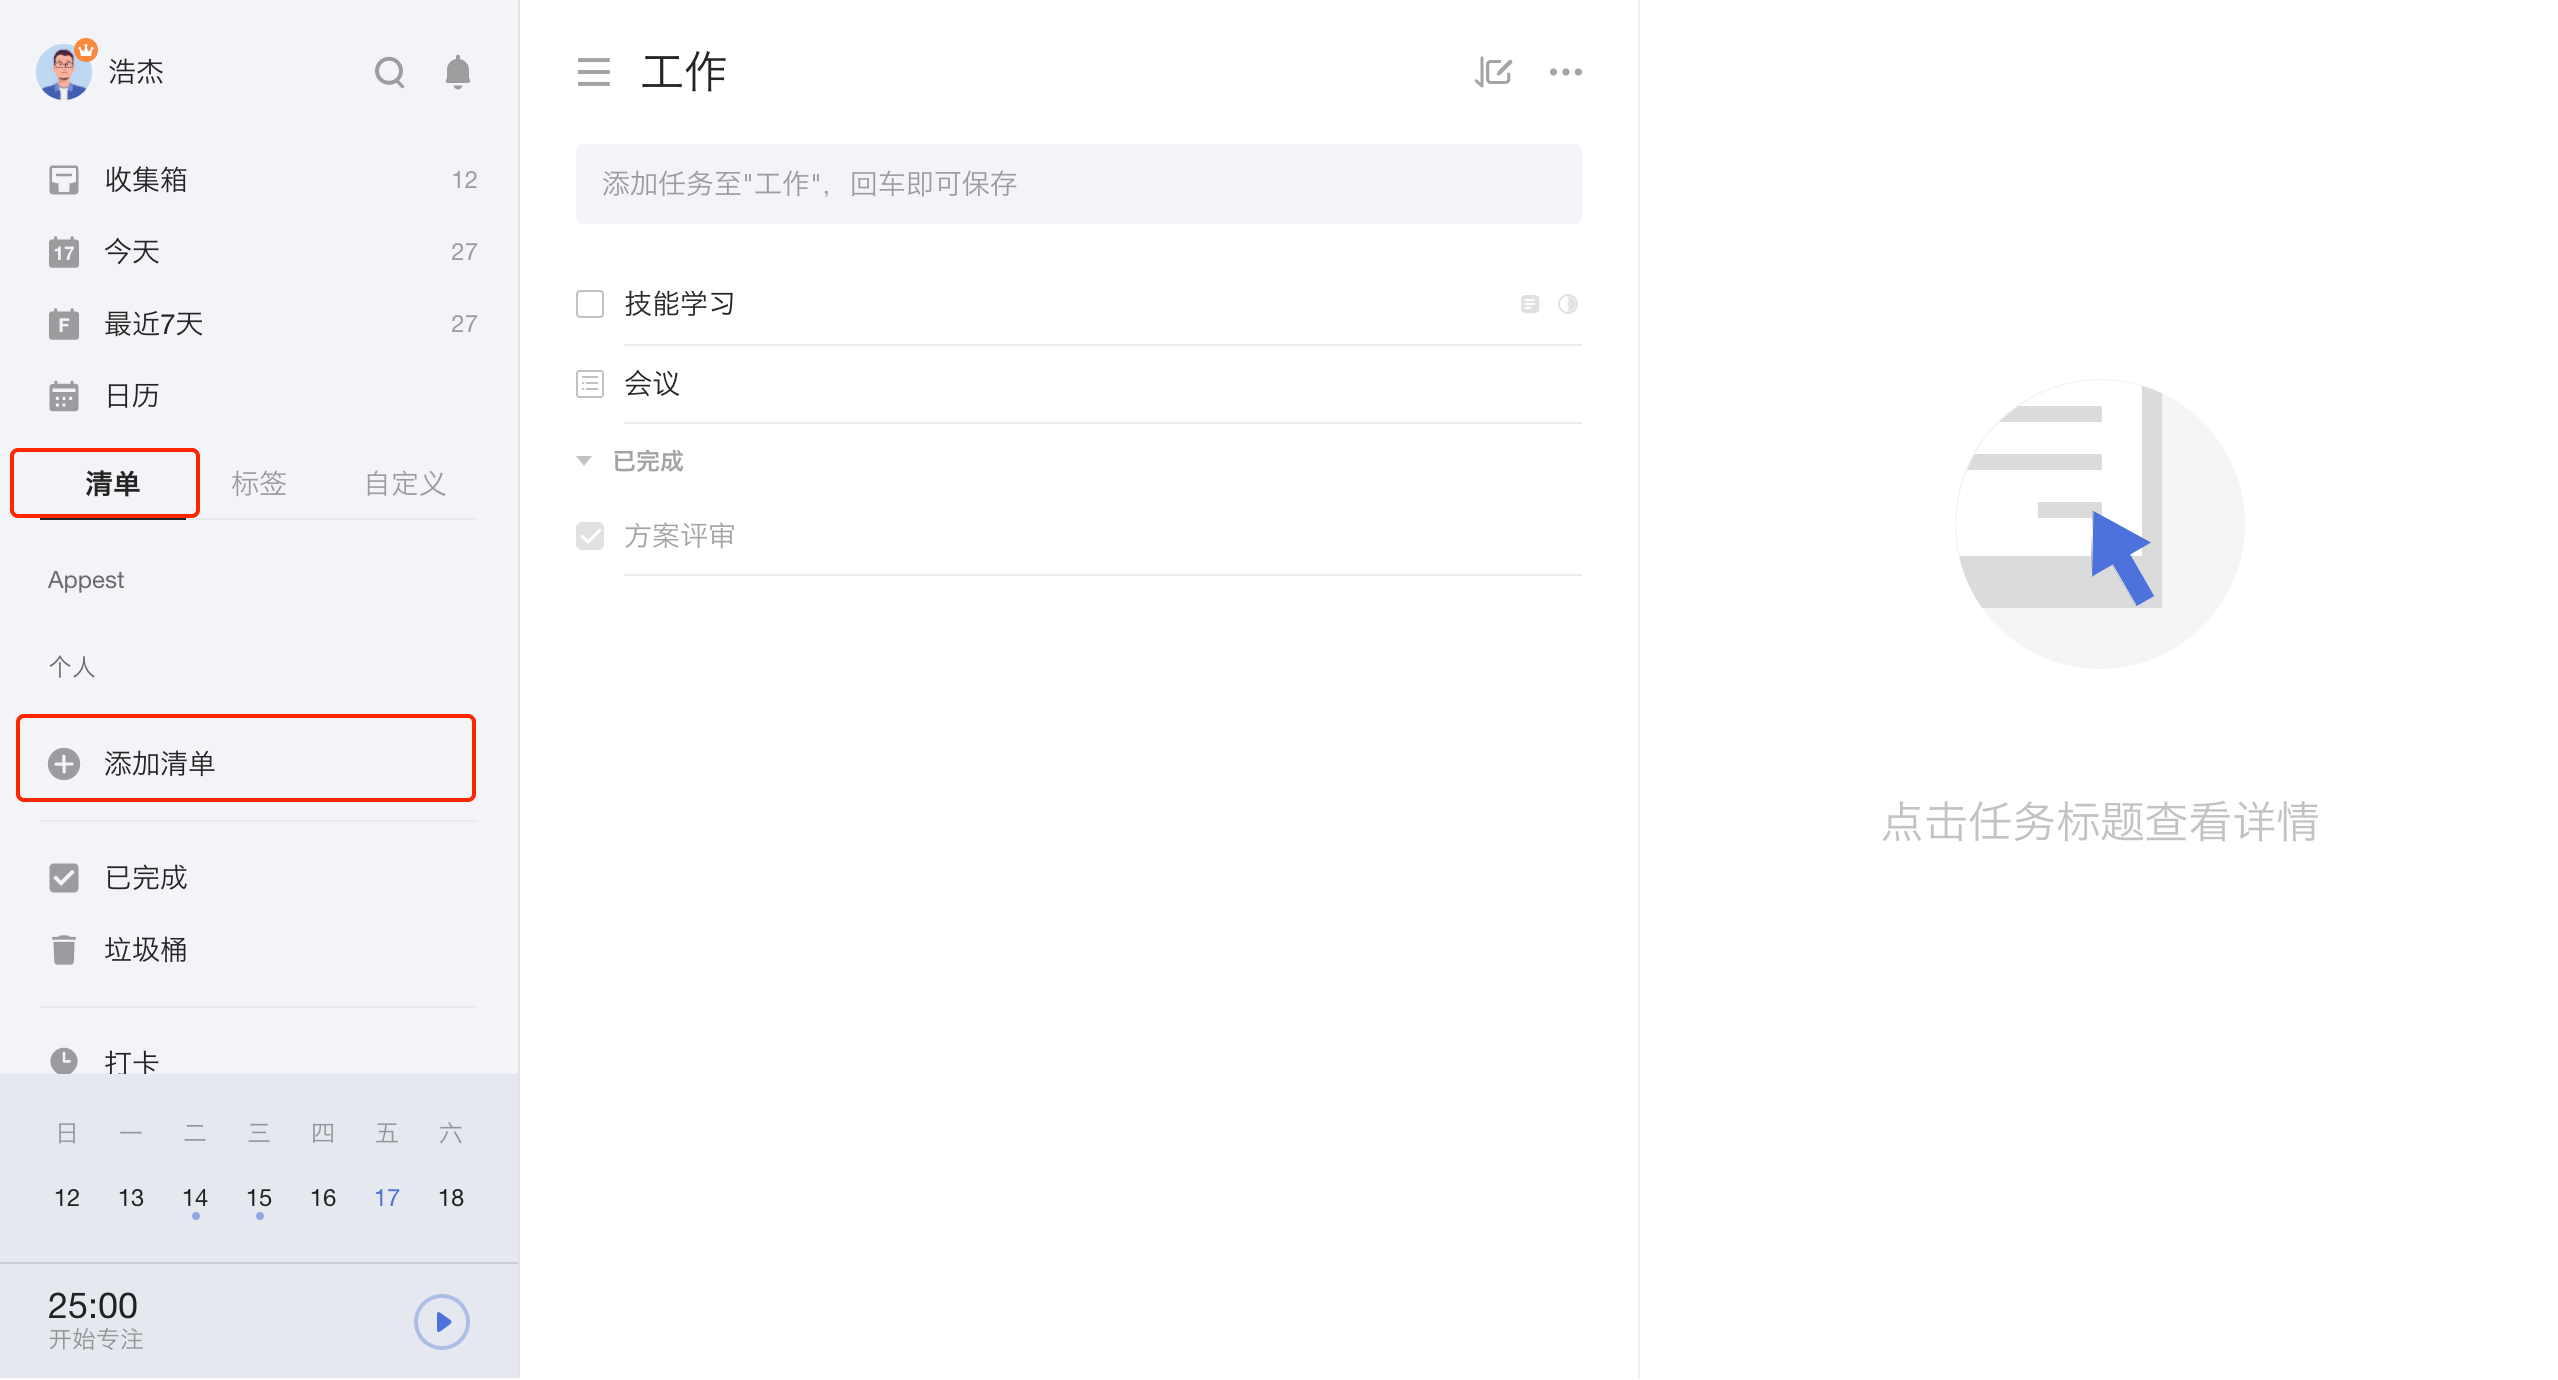 浩杰
收集箱 12
17 今天 27
F 最近7天 27
日历
清单 标签 自定义
Appest
个人
添加清单
已完成
垃圾桶
打卡
日 一 二 三 四 五 六
12 13 14 15 16 17 18
25:00
开始专注
工作
添加任务至"工作"，回车即可保存
技能学习
会议
已完成
方案评审
点击任务标题查看详情